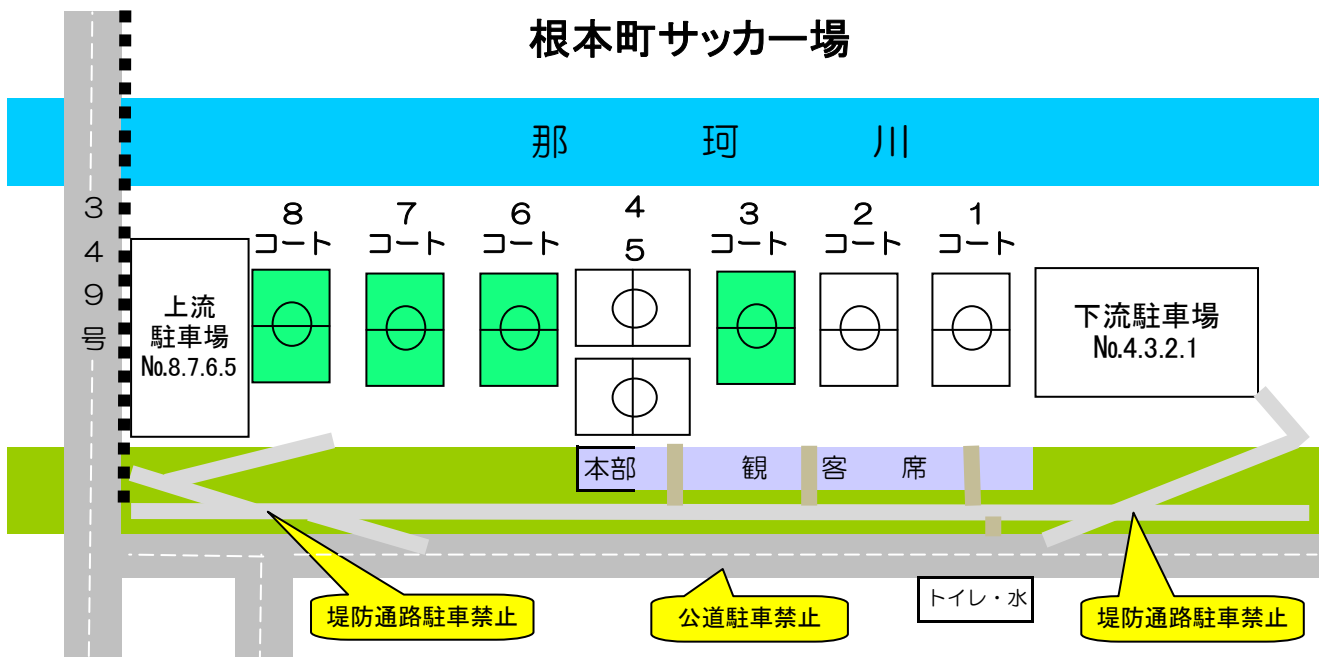 根本町サッカー場
那珂川
３４９号
８
コート
７
コート
６
コート
４
５
３
コート
２
コート
１
コート
上流
駐車場
No.8.7.6.5
下流駐車場
No.4.3.2.1
本部
観客席
トイレ・水
堤防通路駐車禁止
公道駐車禁止
堤防通路駐車禁止